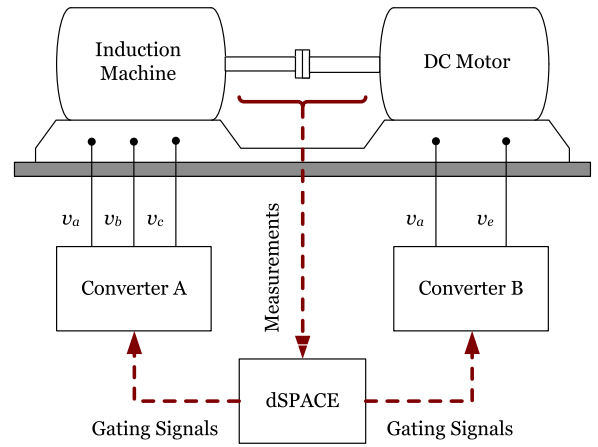 Induction
Machine
DC Motor
va
vb
vc
va
ve
Measurements
Converter A
Converter B
dSPACE
Gating Signals
Gating Signals